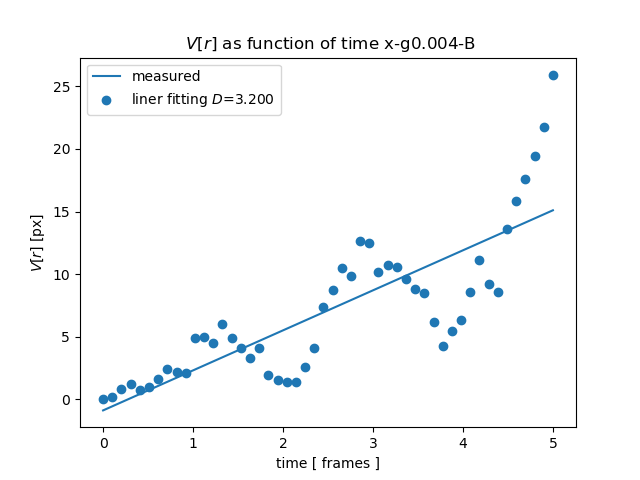 V[r] as function of time x-g0.004-B
measured
liner fitting D=3.200
25
20
15
10
5
0
V[r] [px]
0 1 2 3 4 5
time [ frames ]